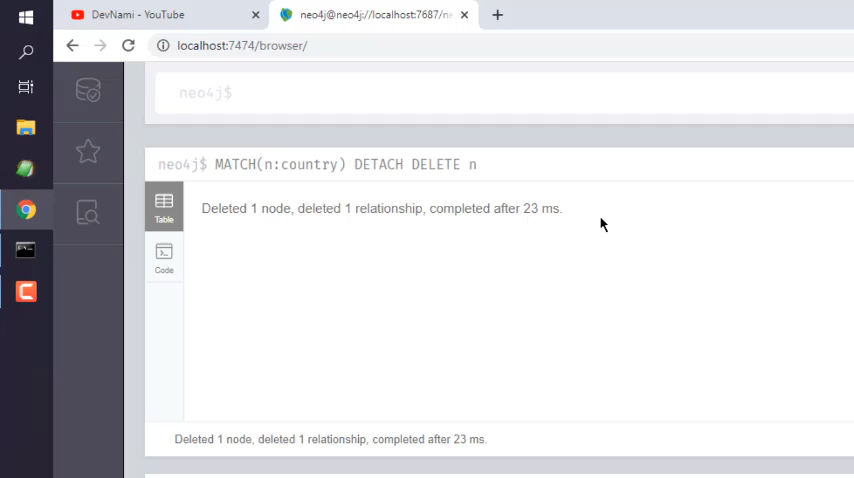 DevNami - YouTube
neo4j@neo4j://localhost:7687/ne
localhost:7474/browser/
neo4j$
neo4j$ MATCH(n:country) DETACH DELETE n
Table
Deleted 1 node, deleted 1 relationship, completed after 23 ms.
Code
Deleted 1 node, deleted 1 relationship, completed after 23 ms.